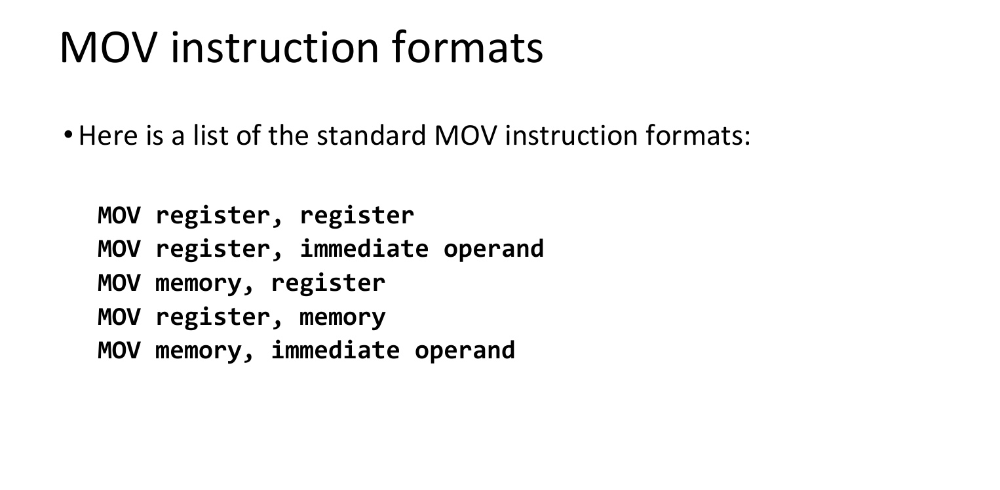 MOV instruction formats
• Here is a list of the standard MOV instruction formats:
MOV register, register
MOV register, immediate operand
MOV memory, register
MOV register, memory
MOV memory, immediate operand